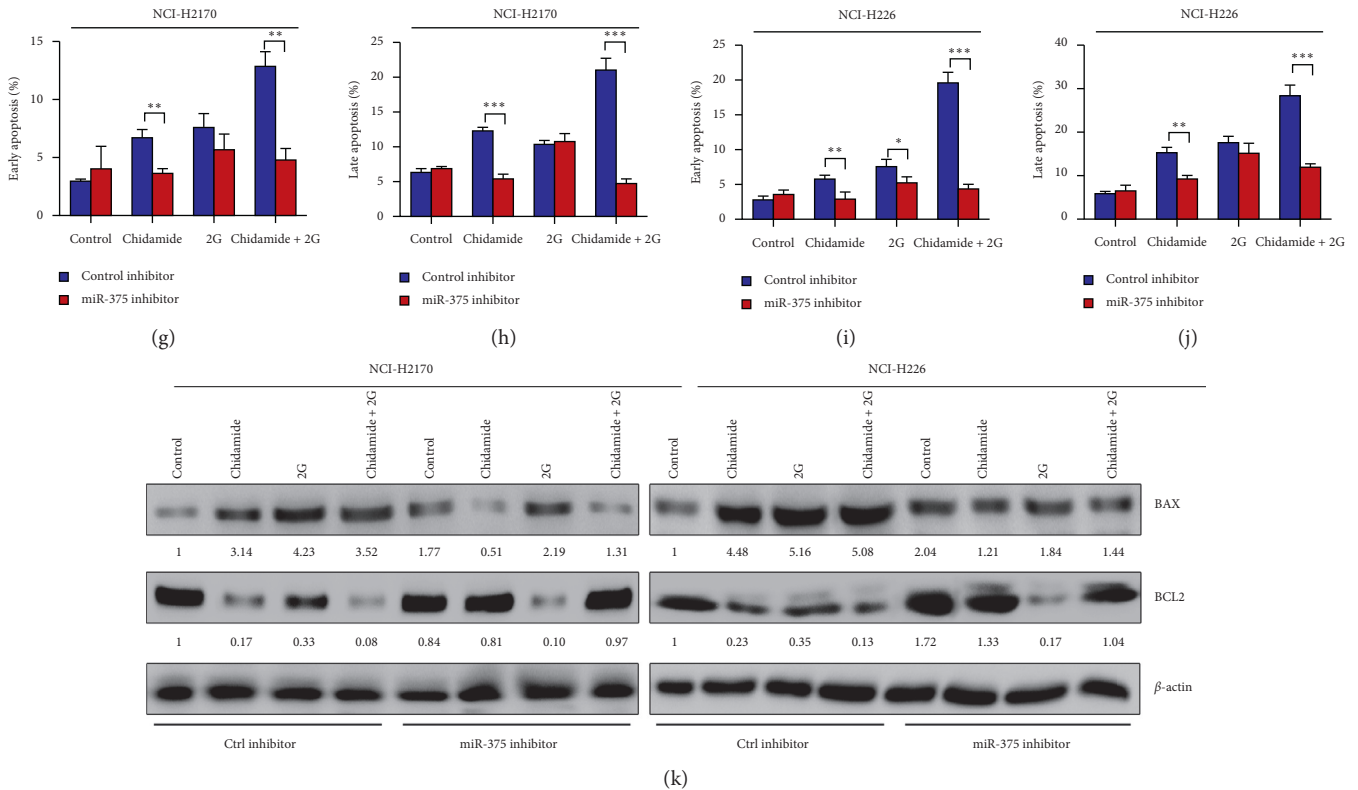 NCI-H2170
**
**
Early apoptosis (%)
15
10
5
0
Control Chidamide 2G Chidamide + 2G
Control inhibitor
miR-375 inhibitor
(g)
NCI-H2170
***
***
Late apoptosis (%)
25
20
15
10
5
0
Control Chidamide 2G Chidamide + 2G
Control inhibitor
miR-375 inhibitor
(h)
NCI-H226
***
**
*
Early apoptosis (%)
25
20
15
10
5
0
Control Chidamide 2G Chidamide + 2G
Control inhibitor
miR-375 inhibitor
(i)
NCI-H226
***
**
Late apoptosis (%)
40
30
20
10
0
Control Chidamide 2G Chidamide + 2G
Control inhibitor
miR-375 inhibitor
(j)
NCI-H2170 NCI-H226
Control Chidamide 2G Chidamide + 2G Control Chidamide 2G Chidamide + 2G Control Chidamide 2G Chidamide + 2G Control Chidamide 2G Chidamide + 2G
BAX
1 3.14 4.23 3.52 1.77 0.51 2.19 1.31 1 4.48 5.16 5.08 2.04 1.21 1.84 1.44
BCL2
1 0.17 0.33 0.08 0.84 0.81 0.10 0.97 1 0.23 0.35 0.13 1.72 1.33 0.17 1.04
β-actin
Ctrl inhibitor miR-375 inhibitor Ctrl inhibitor miR-375 inhibitor
(k)